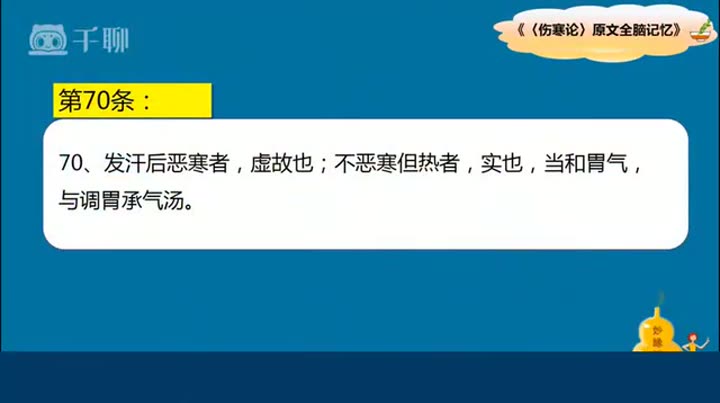 千聊
《〈伤寒论〉原文全脑记忆》
第70条：
70、发汗后恶寒者，虚故也；不恶寒但热者，实也，当和胃气，
与调胃承气汤。
妙